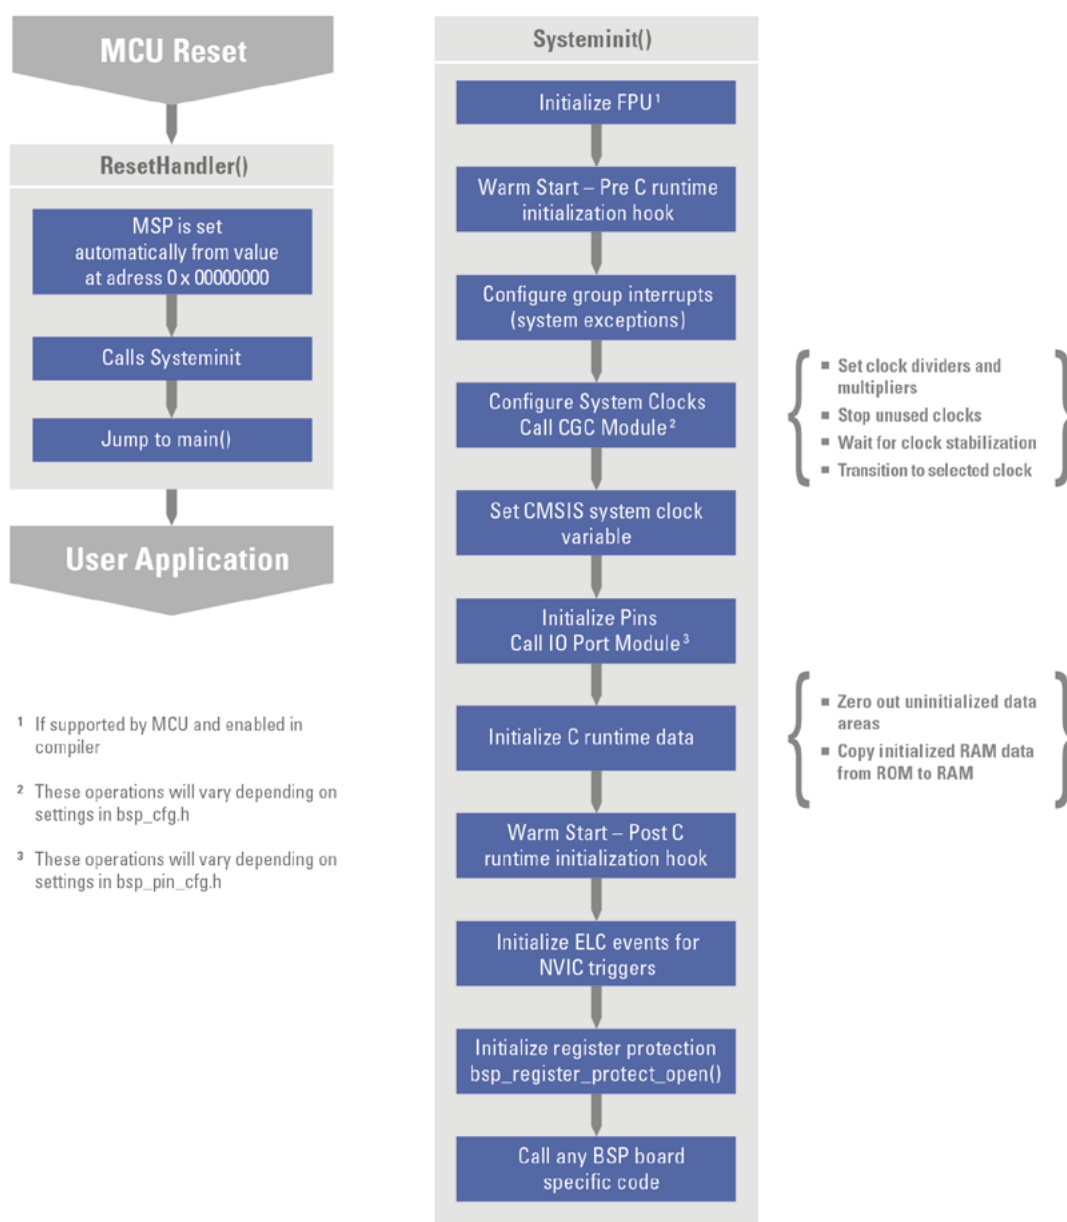 MCU Reset
ResetHandler()
MSP is set
automatically from value
at adress 0 x 00000000
Calls Systeminit
Jump to main()
User Application
¹ If supported by MCU and enabled in
compiler
² These operations will vary depending on
settings in bsp_cfg.h
³ These operations will vary depending on
settings in bsp_pin_cfg.h
Systeminit()
Initialize FPU¹
Warm Start – Pre C runtime
initialization hook
Configure group interrupts
(system exceptions)
Configure System Clocks
Call CGC Module²
Set CMSIS system clock
variable
Initialize Pins
Call IO Port Module³
Initialize C runtime data
Warm Start – Post C
runtime initialization hook
Initialize ELC events for
NVIC triggers
Initialize register protection
bsp_register_protect_open()
Call any BSP board
specific code
■ Set clock dividers and
multipliers
■ Stop unused clocks
■ Wait for clock stabilization
■ Transition to selected clock
■ Zero out uninitialized data
areas
■ Copy initialized RAM data
from ROM to RAM